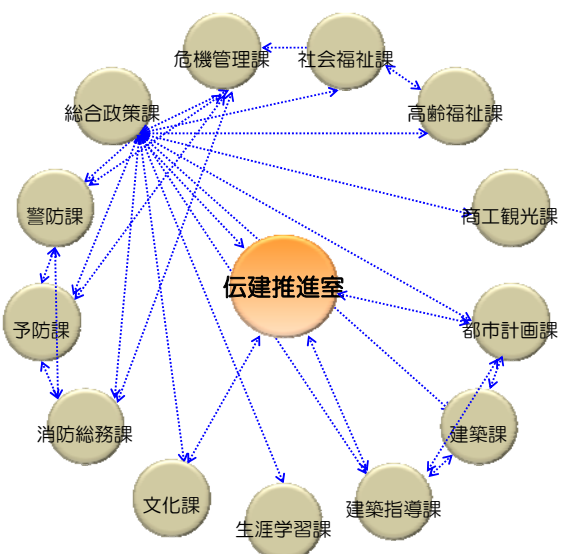 危機管理課
社会福祉課
総合政策課
高齢福祉課
警防課
商工観光課
伝建推進室
予防課
都市計画課
消防総務課
建築課
文化課
建築指導課
生涯学習課